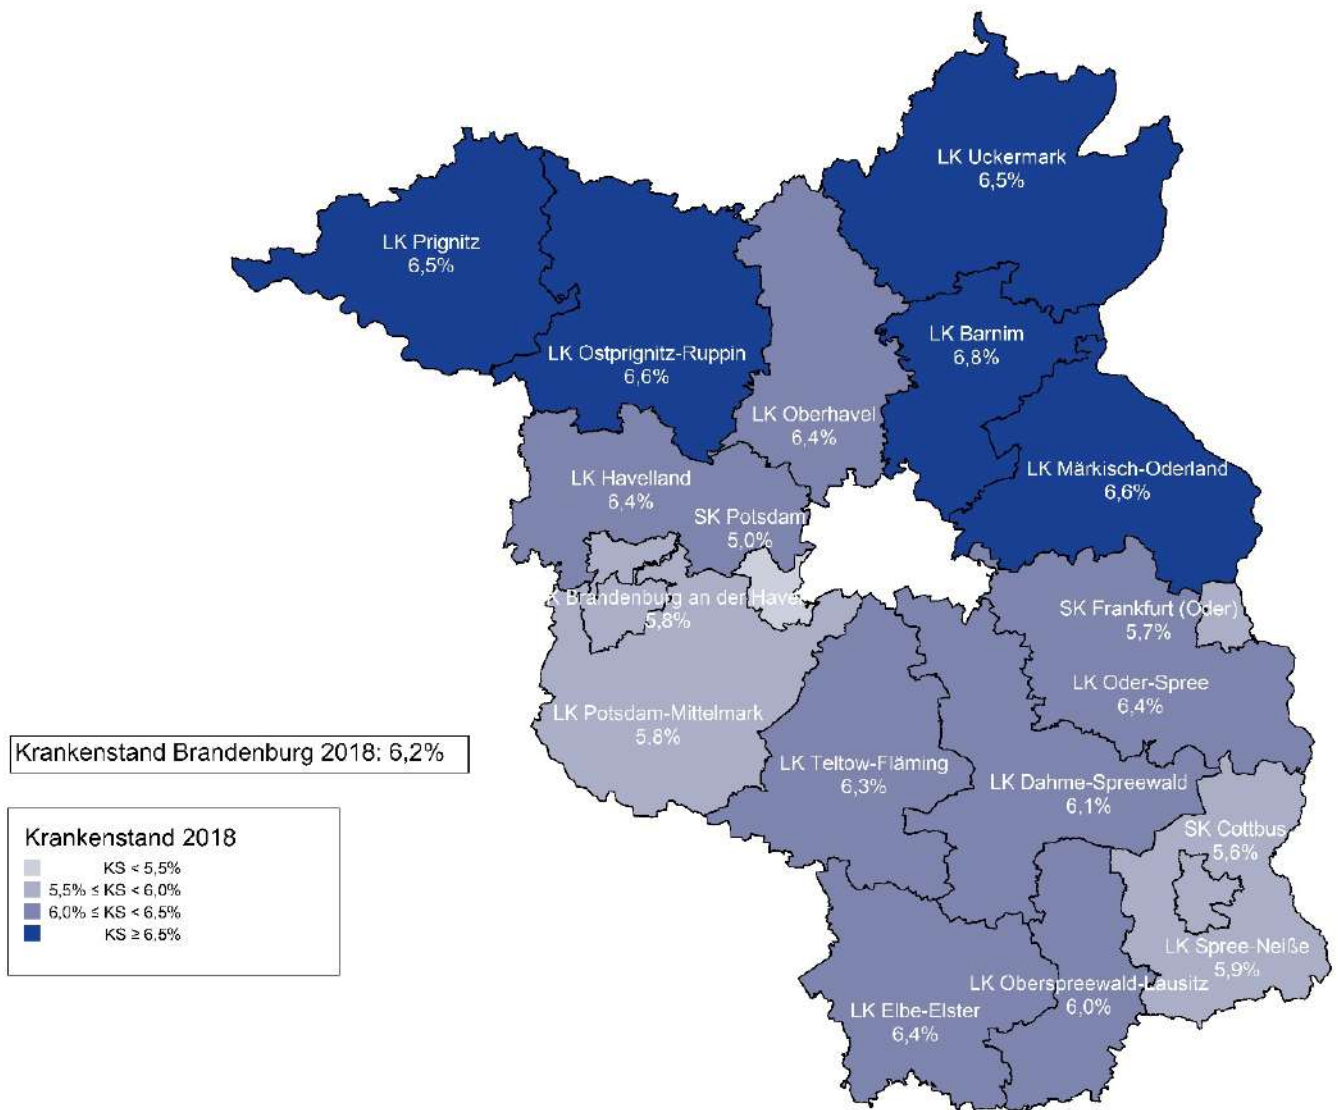 LK Uckermark
6,5%
LK Prignitz
6,5%
LK Ostprignitz-Ruppin
6,6%
LK Barnim
6,8%
LK Oberhavel
6,4%
LK Märkisch-Oderland
6,6%
LK Havelland
6,4%
SK Potsdam
5,0%
K Brandenburg an der Havel
5,8%
SK Frankfurt (Oder)
5,7%
LK Oder-Spree
6,4%
LK Potsdam-Mittelmark
5,8%
LK Teltow-Fläming
6,3%
LK Dahme-Spreewald
6,1%
SK Cottbus
5,6%
LK Spree-Neiße
5,9%
LK Oberspreewald-Lausitz
6,0%
LK Elbe-Elster
6,4%
Krankenstand Brandenburg 2018: 6,2%
Krankenstand 2018
KS < 5,5%
5,5% ≤ KS < 6,0%
6,0% ≤ KS < 6,5%
KS ≥ 6,5%